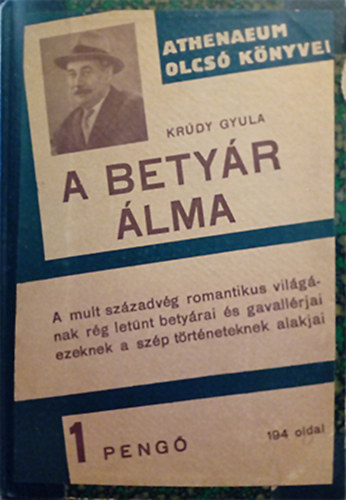 ATHENAEUM
OLCSÓ KÖNYVEI
KRÚDY GYULA
A BETYÁR
ÁLMA
A mult századvég romantikus világá-
nak rég letünt betyárai és gavallérjai
ezeknek a szép történeteknek alakjai
1 PENGŐ
194 oldal